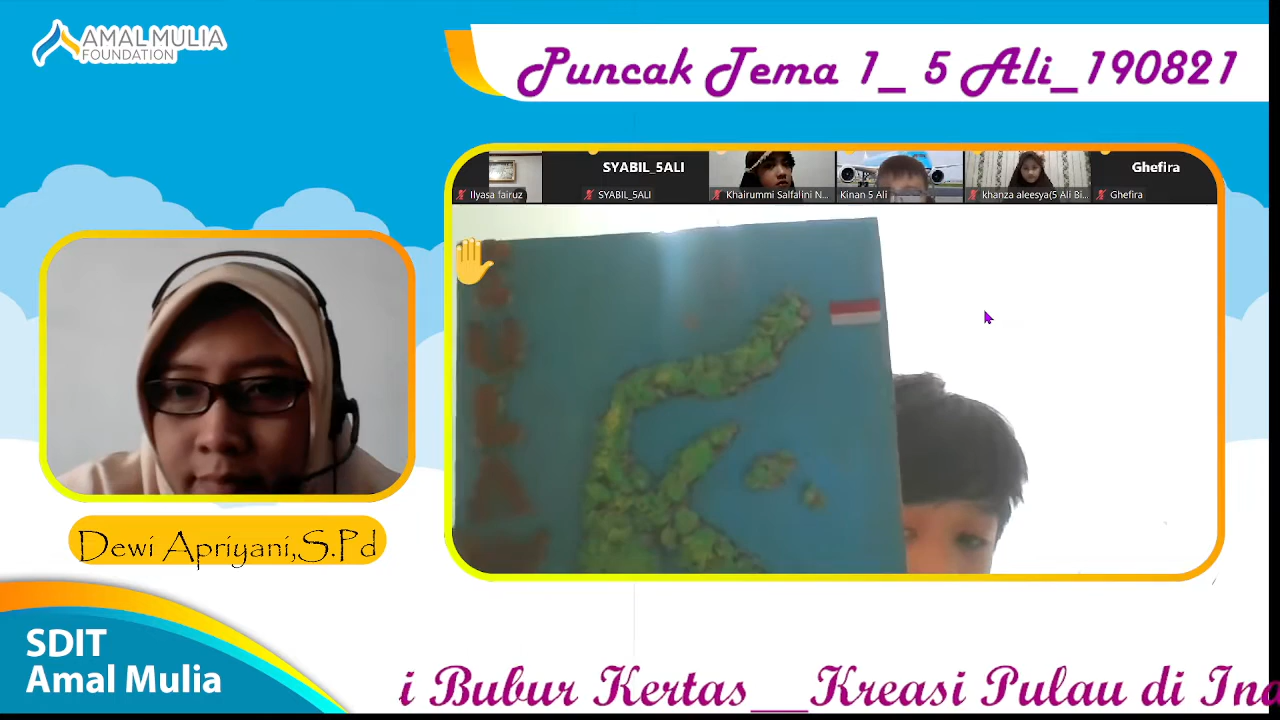 AMAL MULIA
FOUNDATION
Puncak Tema 1_ 5 Ali_190821
SYABIL_5ALI
Ghefira
Ilyasa fairuz
SYABIL_5ALI
Khairummi Salfalini N...
Kinan 5 Ali
khanza aleesya(5 Ali Bi...
Ghefira
Dewi Apriyani,S.Pd
SDIT
Amal Mulia
i Bubur Kertas__Kreasi Pulau di Ind